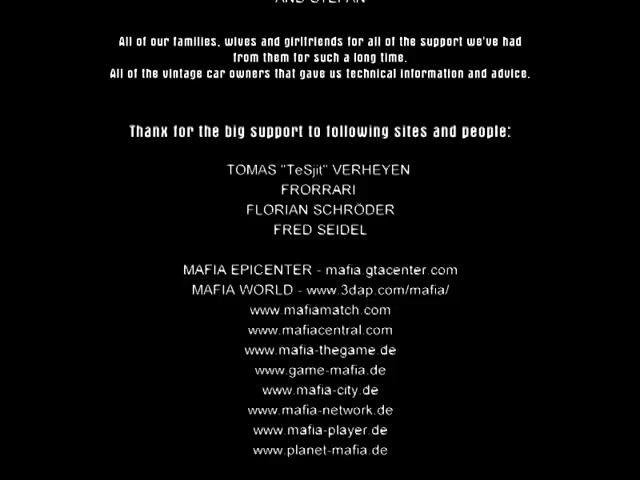 AND STEFAN
All of our families, wives and girlfriends for all of the support we've had
from them for such a long time.
All of the vintage car owners that gave us technical information and advice.
Thanx for the big support to following sites and people:
TOMAS "TeSjit" VERHEYEN
FRORRARI
FLORIAN SCHRÖDER
FRED SEIDEL
MAFIA EPICENTER - mafia.gtacenter.com
MAFIA WORLD - www.3dap.com/mafia/
www.mafiamatch.com
www.mafiacentral.com
www.mafia-thegame.de
www.game-mafia.de
www.mafia-city.de
www.mafia-network.de
www.mafia-player.de
www.planet-mafia.de